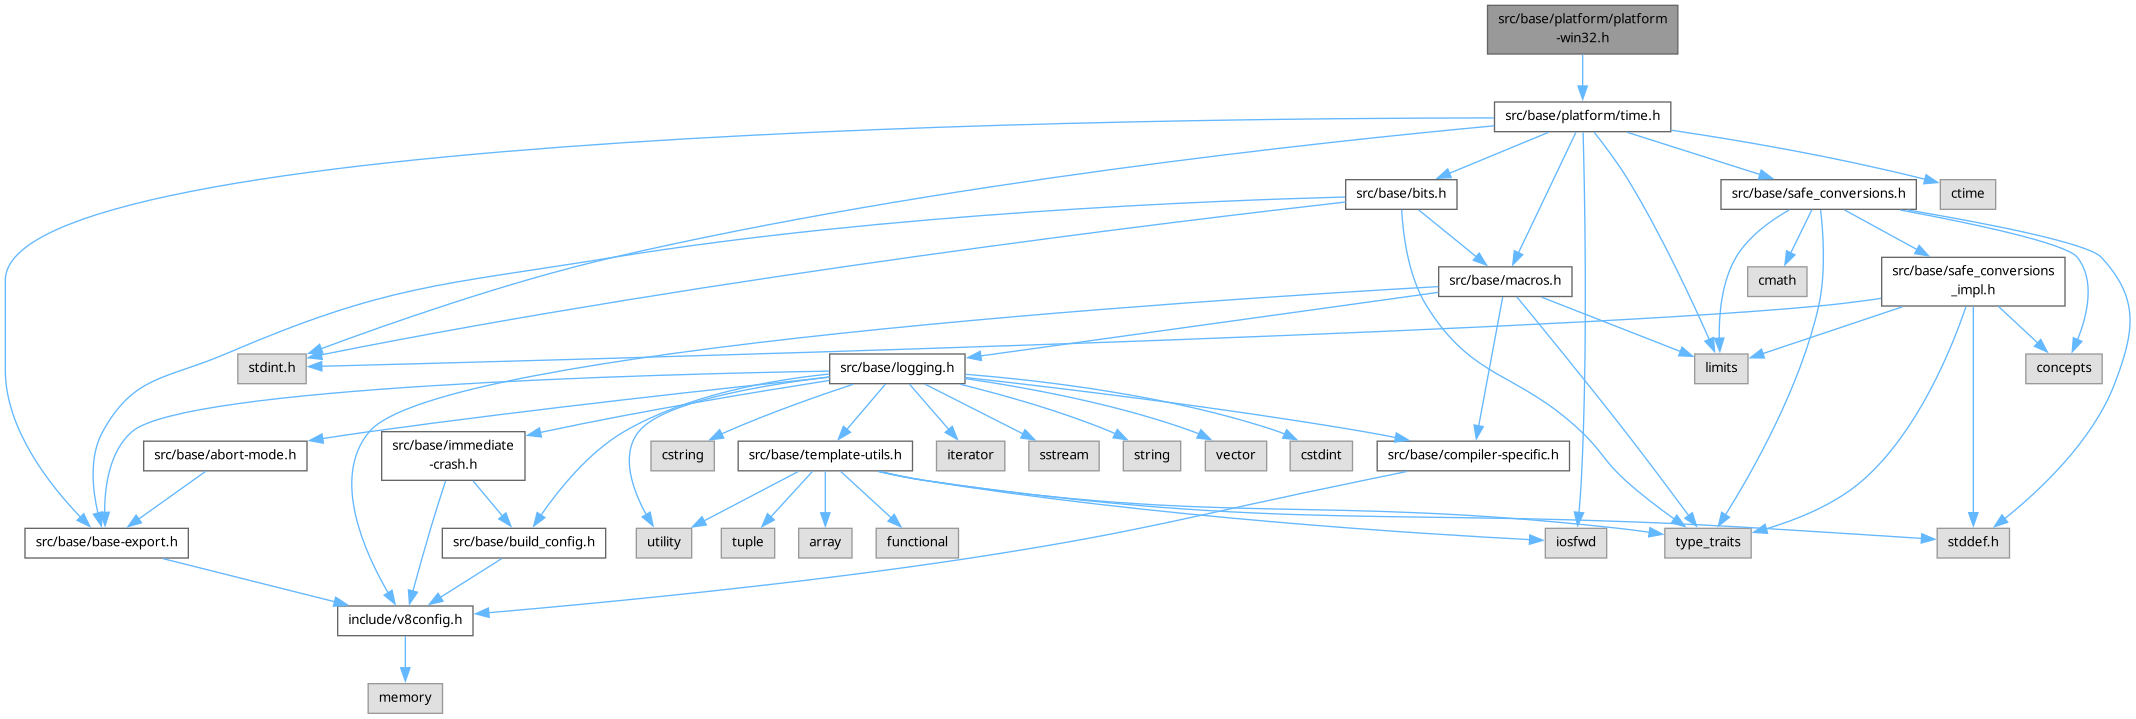 src/base/platform/platform
-win32.h
src/base/platform/time.h
src/base/bits.h
src/base/safe_conversions.h
ctime
src/base/macros.h
cmath
src/base/safe_conversions
_impl.h
stdint.h
src/base/logging.h
limits
concepts
src/base/abort-mode.h
src/base/immediate
-crash.h
cstring
src/base/template-utils.h
iterator
sstream
string
vector
cstdint
src/base/compiler-specific.h
src/base/base-export.h
src/base/build_config.h
utility
tuple
array
functional
iosfwd
type_traits
stddef.h
include/v8config.h
memory